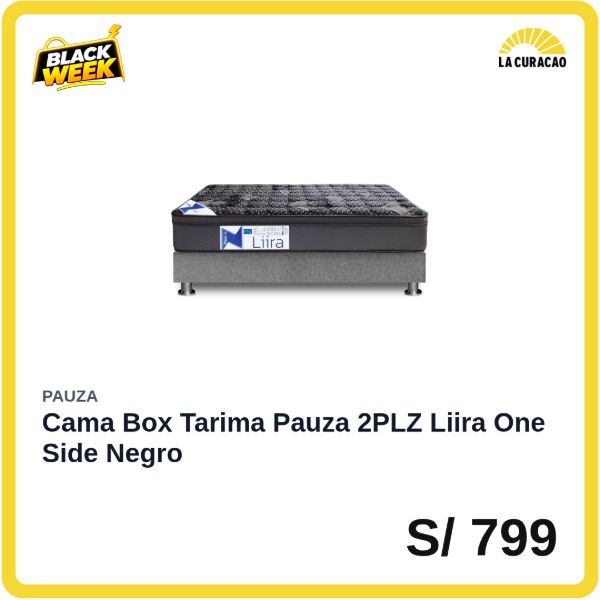 BLACK
WEEK
LA CURACAO
Liira
PAUZA
Cama Box Tarima Pauza 2PLZ Liira One
Side Negro
S/ 799